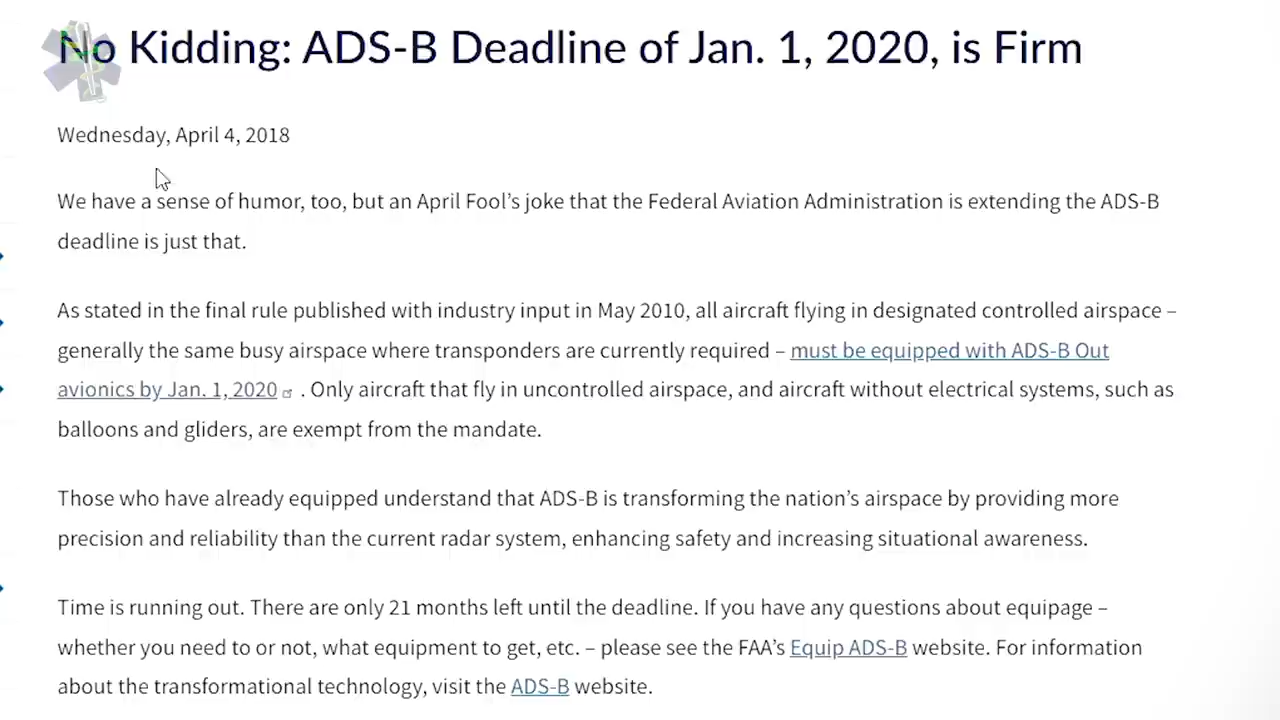 No Kidding: ADS-B Deadline of Jan. 1, 2020, is Firm
Wednesday, April 4, 2018
We have a sense of humor, too, but an April Fool’s joke that the Federal Aviation Administration is extending the ADS-B
deadline is just that.
As stated in the final rule published with industry input in May 2010, all aircraft flying in designated controlled airspace –
generally the same busy airspace where transponders are currently required – must be equipped with ADS-B Out
avionics by Jan. 1, 2020 . Only aircraft that fly in uncontrolled airspace, and aircraft without electrical systems, such as
balloons and gliders, are exempt from the mandate.
Those who have already equipped understand that ADS-B is transforming the nation’s airspace by providing more
precision and reliability than the current radar system, enhancing safety and increasing situational awareness.
Time is running out. There are only 21 months left until the deadline. If you have any questions about equipage –
whether you need to or not, what equipment to get, etc. – please see the FAA’s Equip ADS-B website. For information
about the transformational technology, visit the ADS-B website.